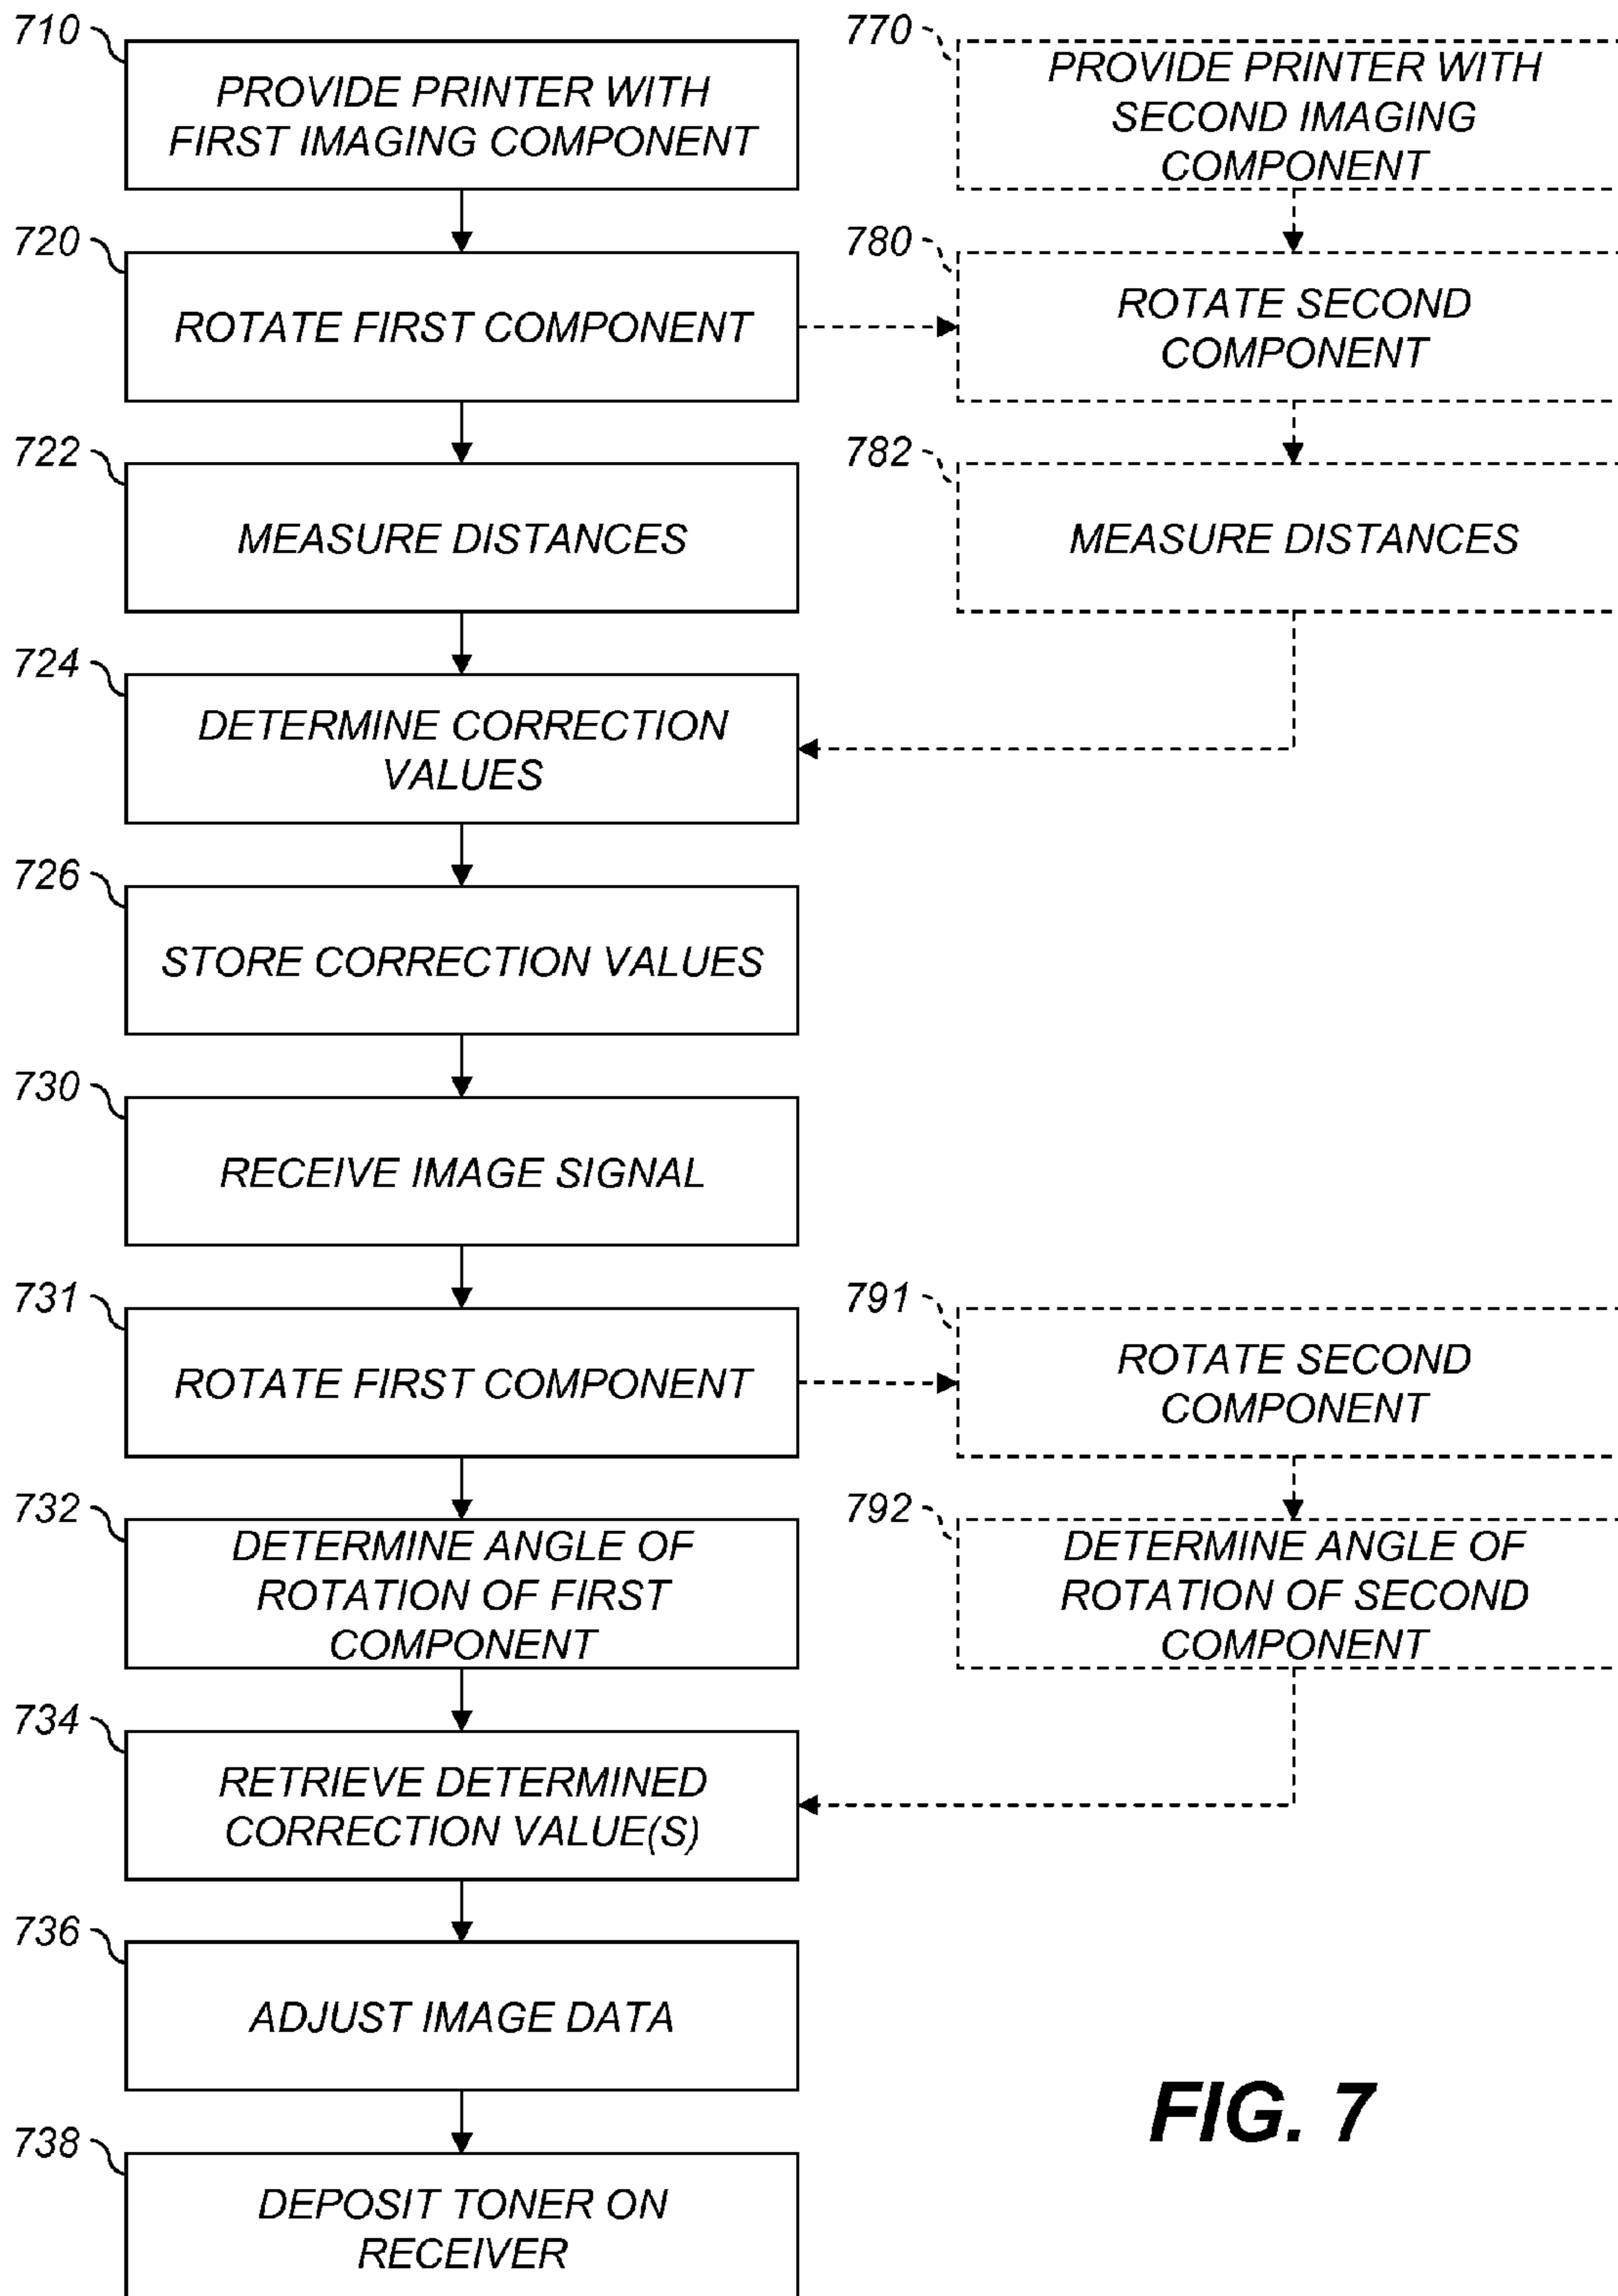 710
PROVIDE PRINTER WITH
FIRST IMAGING COMPONENT
770
PROVIDE PRINTER WITH
SECOND IMAGING
COMPONENT
720
ROTATE FIRST COMPONENT
780
ROTATE SECOND
COMPONENT
722
MEASURE DISTANCES
782
MEASURE DISTANCES
724
DETERMINE CORRECTION
VALUES
726
STORE CORRECTION VALUES
730
RECEIVE IMAGE SIGNAL
731
ROTATE FIRST COMPONENT
791
ROTATE SECOND
COMPONENT
732
DETERMINE ANGLE OF
ROTATION OF FIRST
COMPONENT
792
DETERMINE ANGLE OF
ROTATION OF SECOND
COMPONENT
734
RETRIEVE DETERMINED
CORRECTION VALUE(S)
736
ADJUST IMAGE DATA
738
DEPOSIT TONER ON
RECEIVER
FIG. 7